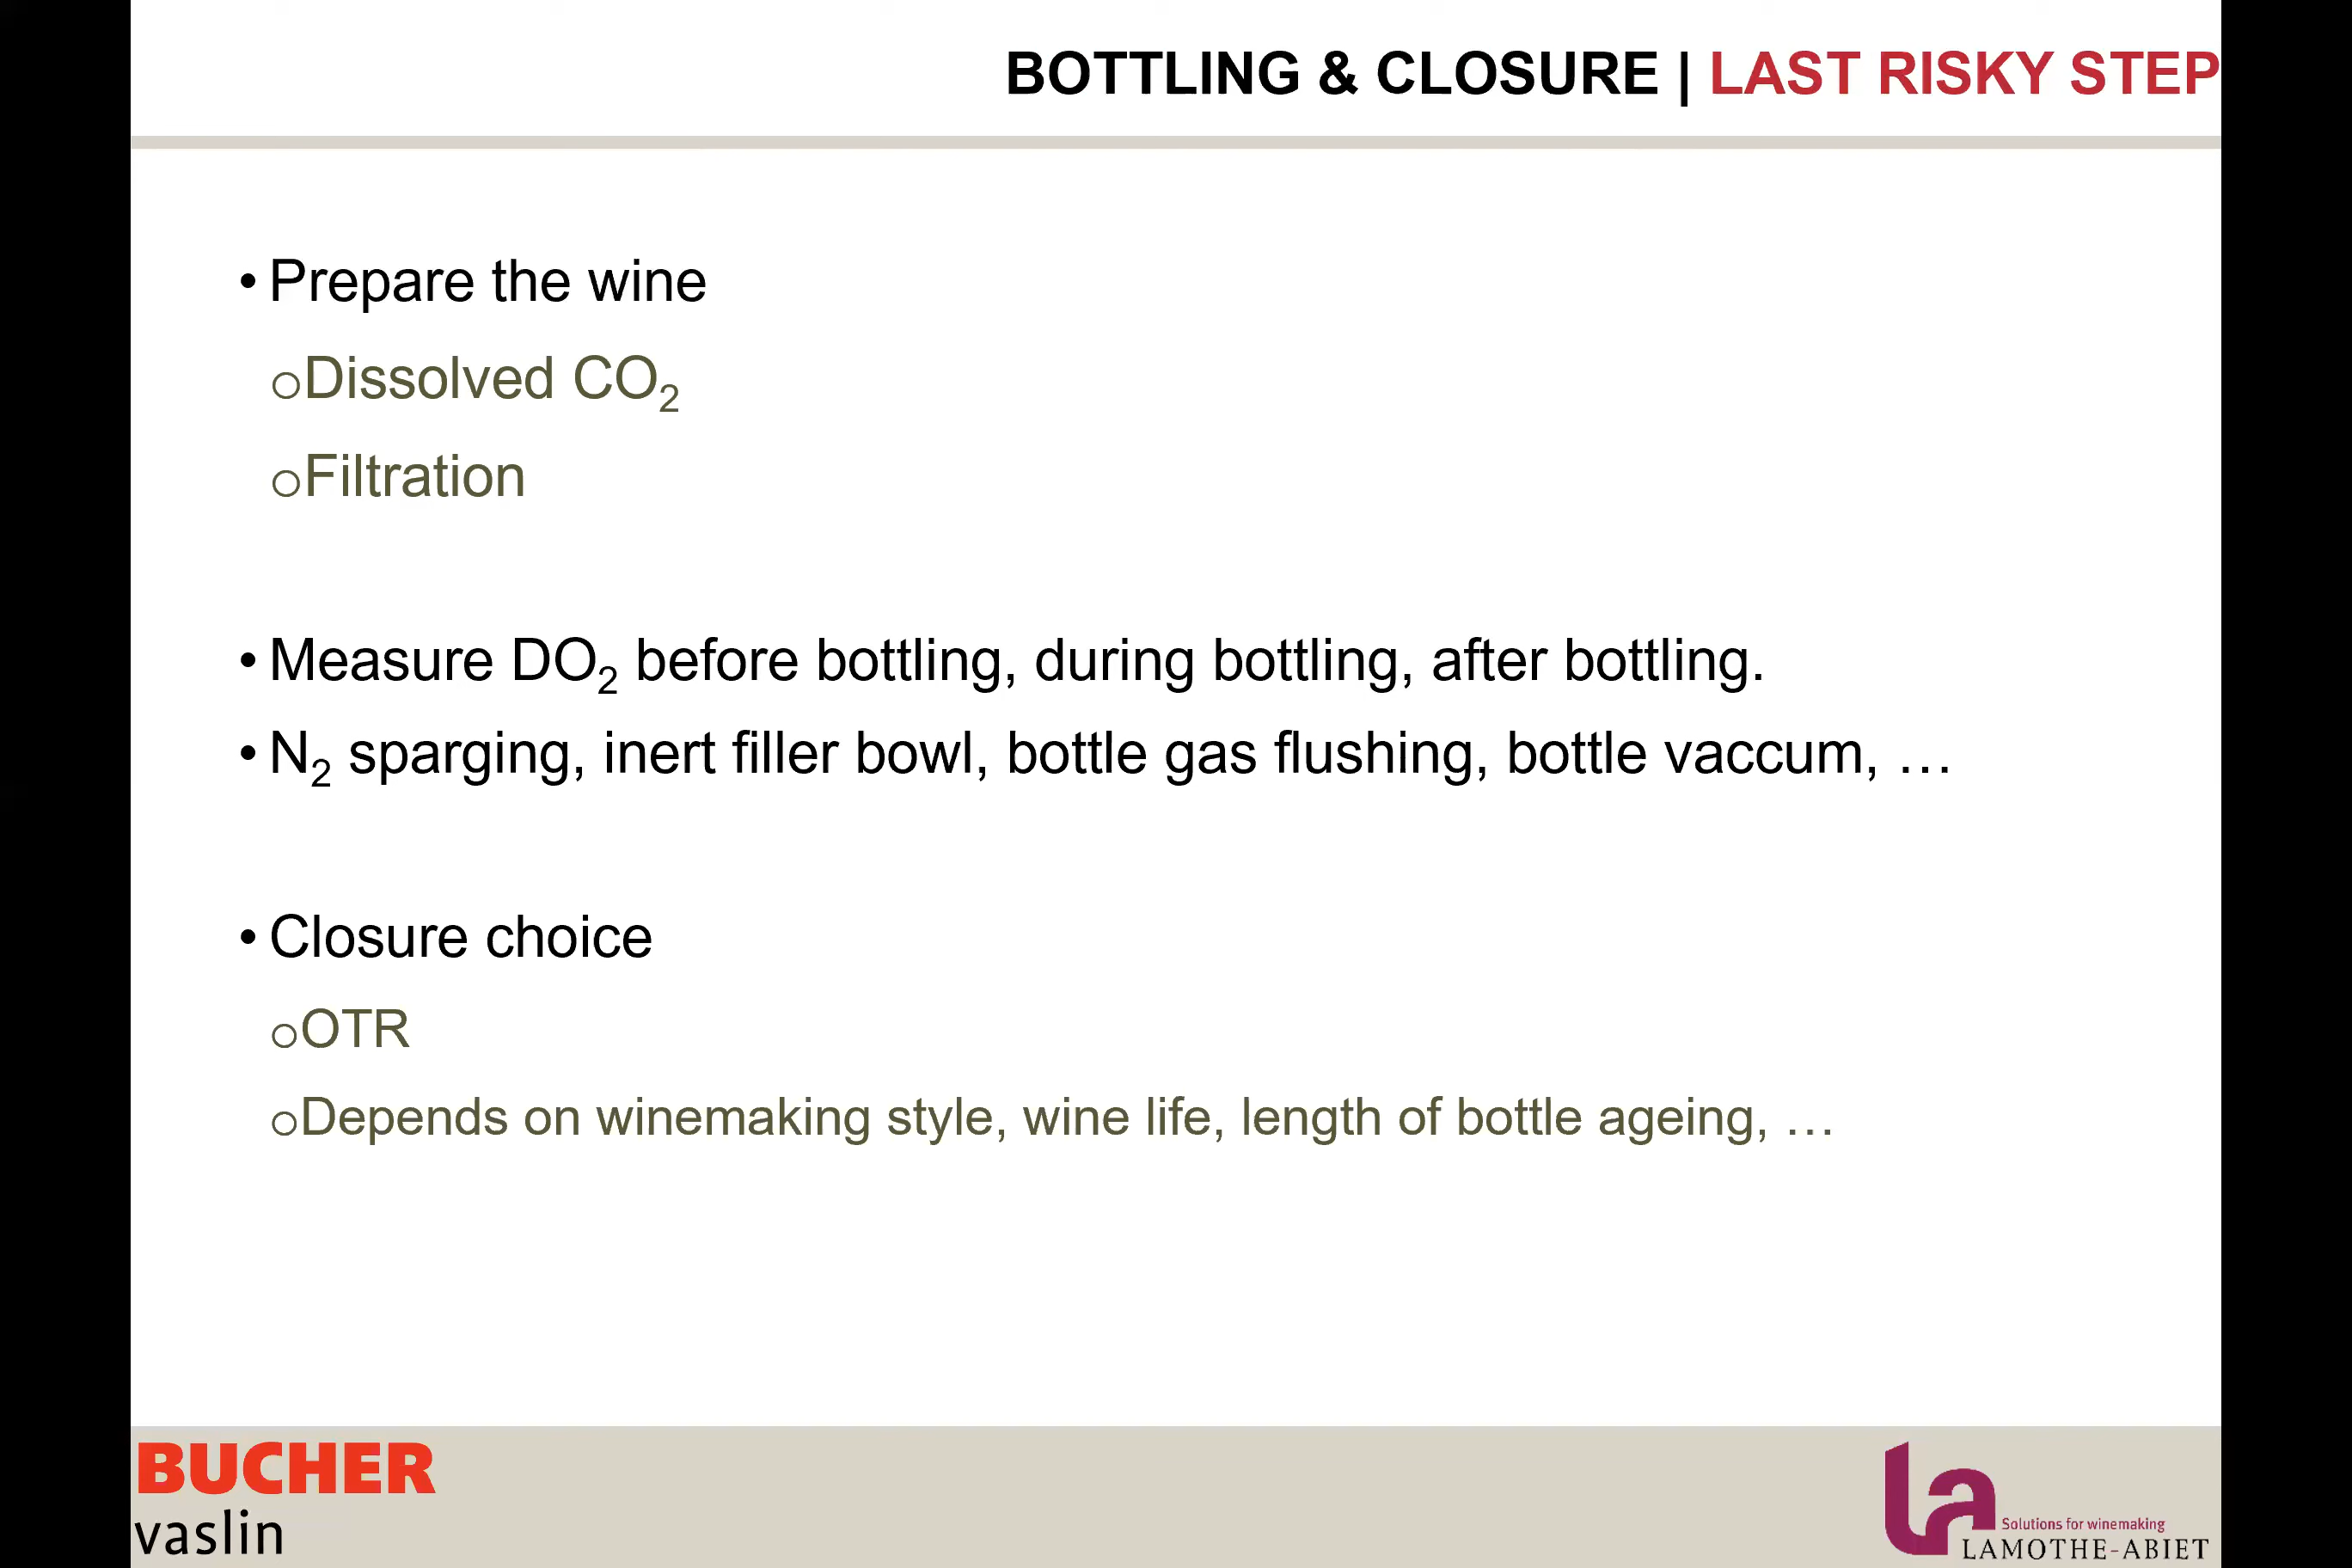 BOTTLING & CLOSURE | LAST RISKY STEP
• Prepare the wine
oDissolved CO₂
oFiltration
• Measure DO₂ before bottling, during bottling, after bottling.
• N₂ sparging, inert filler bowl, bottle gas flushing, bottle vaccum, …
• Closure choice
oOTR
oDepends on winemaking style, wine life, length of bottle ageing, …
BUCHER
vaslin
la
Solutions for winemaking
LAMOTHE-ABIET